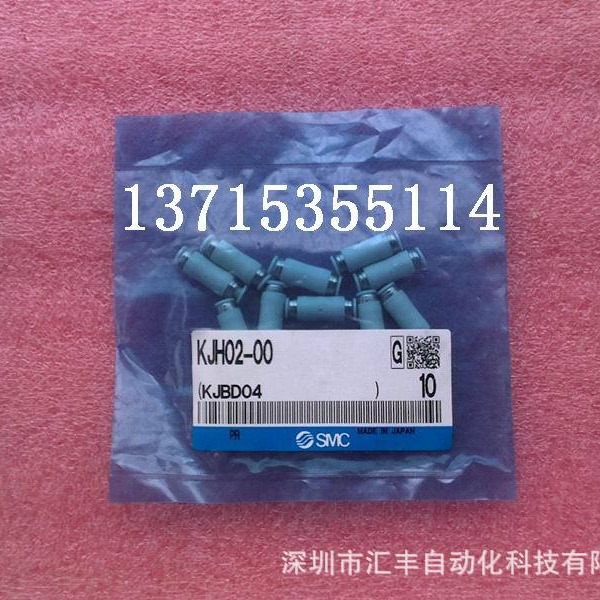 13715355114
KJH02-00
G
(KJBD04 )
10
PA
SMC
MADE IN JAPAN
深圳市汇丰自动化科技有限